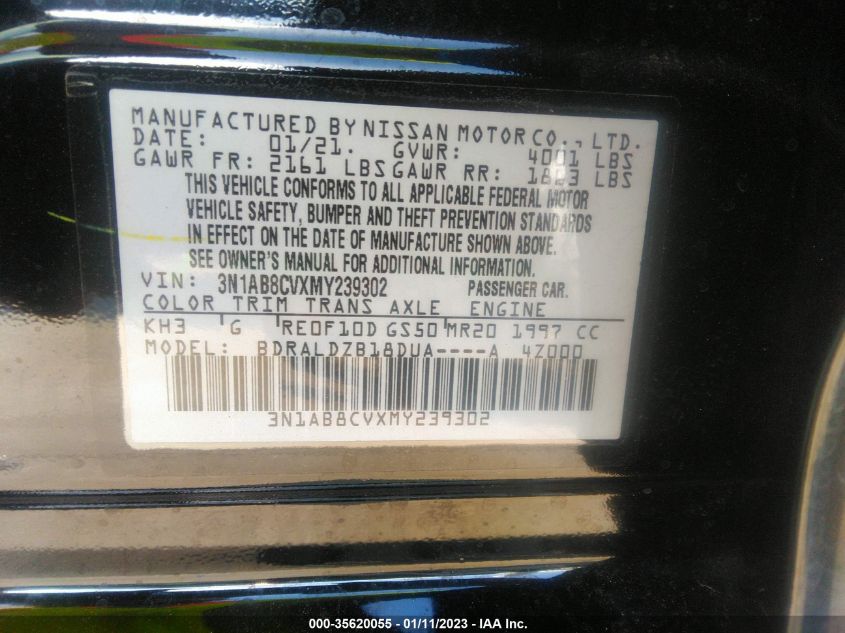 MANUFACTURED BY NISSAN MOTOR CO., LTD.
DATE: 01/21. GVWR: 4001 LBS
GAWR FR: 2161 LBS GAWR RR: 1823 LBS
THIS VEHICLE CONFORMS TO ALL APPLICABLE FEDERAL MOTOR
VEHICLE SAFETY, BUMPER AND THEFT PREVENTION STANDARDS
IN EFFECT ON THE DATE OF MANUFACTURE SHOWN ABOVE.
SEE OWNER'S MANUAL FOR ADDITIONAL INFORMATION.
VIN: 3N1AB8CVXMY239302 PASSENGER CAR.
COLOR TRIM TRANS AXLE ENGINE
KH3 G RE0F10D GS50 MR20 1997 CC
MODEL: BDRALDZB18DUA----A 4Z000
3N1AB8CVXMY239302
000-35620055 - 01/11/2023 - IAA Inc.